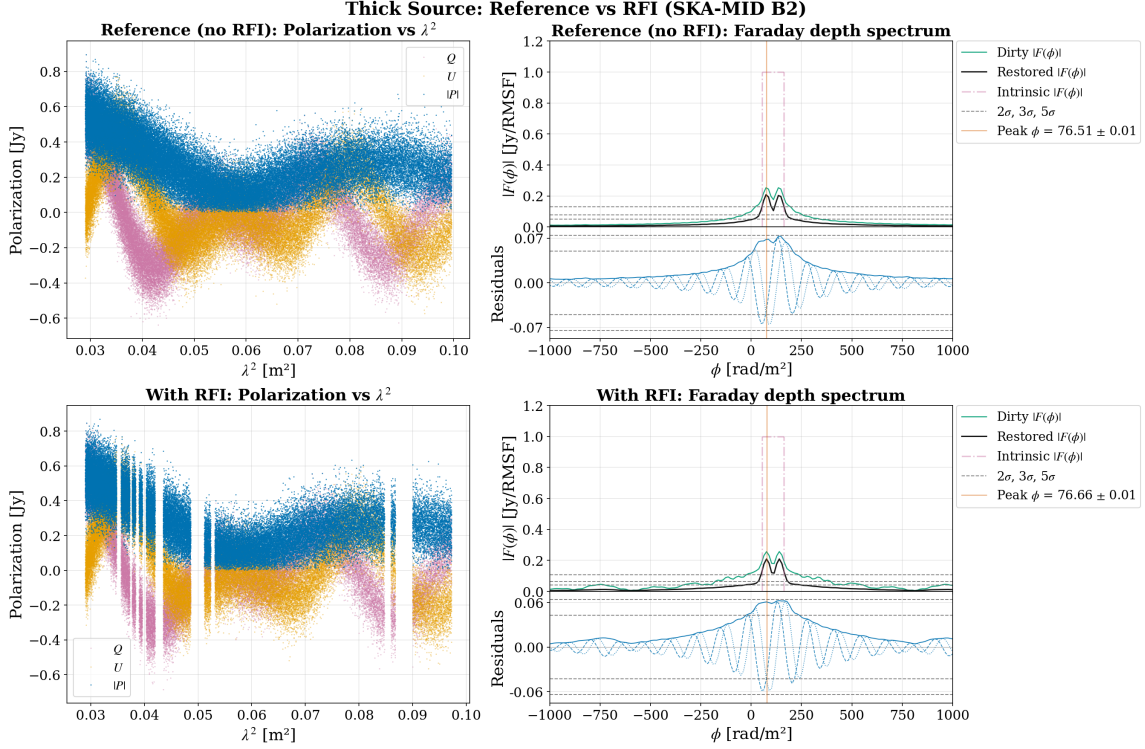 Thick Source: Reference vs RFI (SKA-MID B2)
Reference (no RFI): Polarization vs λ²
Polarization [Jy]
0.8
0.6
0.4
0.2
0.0
−0.2
−0.4
−0.6
Q
U
|P|
0.03 0.04 0.05 0.06 0.07 0.08 0.09 0.10
λ² [m²]
Reference (no RFI): Faraday depth spectrum
|F(ϕ)| [Jy/RMSF]
1.2
1.0
0.8
0.6
0.4
0.2
0.0
Residuals
0.07
0.00
-0.07
−1000 −750 −500 −250 0 250 500 750 1000
ϕ [rad/m²]
Dirty |F(ϕ)|
Restored |F(ϕ)|
Intrinsic |F(ϕ)|
2σ, 3σ, 5σ
Peak ϕ = 76.51 ± 0.01
With RFI: Polarization vs λ²
Polarization [Jy]
0.8
0.6
0.4
0.2
0.0
−0.2
−0.4
−0.6
Q
U
|P|
0.03 0.04 0.05 0.06 0.07 0.08 0.09 0.10
λ² [m²]
With RFI: Faraday depth spectrum
|F(ϕ)| [Jy/RMSF]
1.2
1.0
0.8
0.6
0.4
0.2
0.0
Residuals
0.06
0.00
-0.06
−1000 −750 −500 −250 0 250 500 750 1000
ϕ [rad/m²]
Dirty |F(ϕ)|
Restored |F(ϕ)|
Intrinsic |F(ϕ)|
2σ, 3σ, 5σ
Peak ϕ = 76.66 ± 0.01